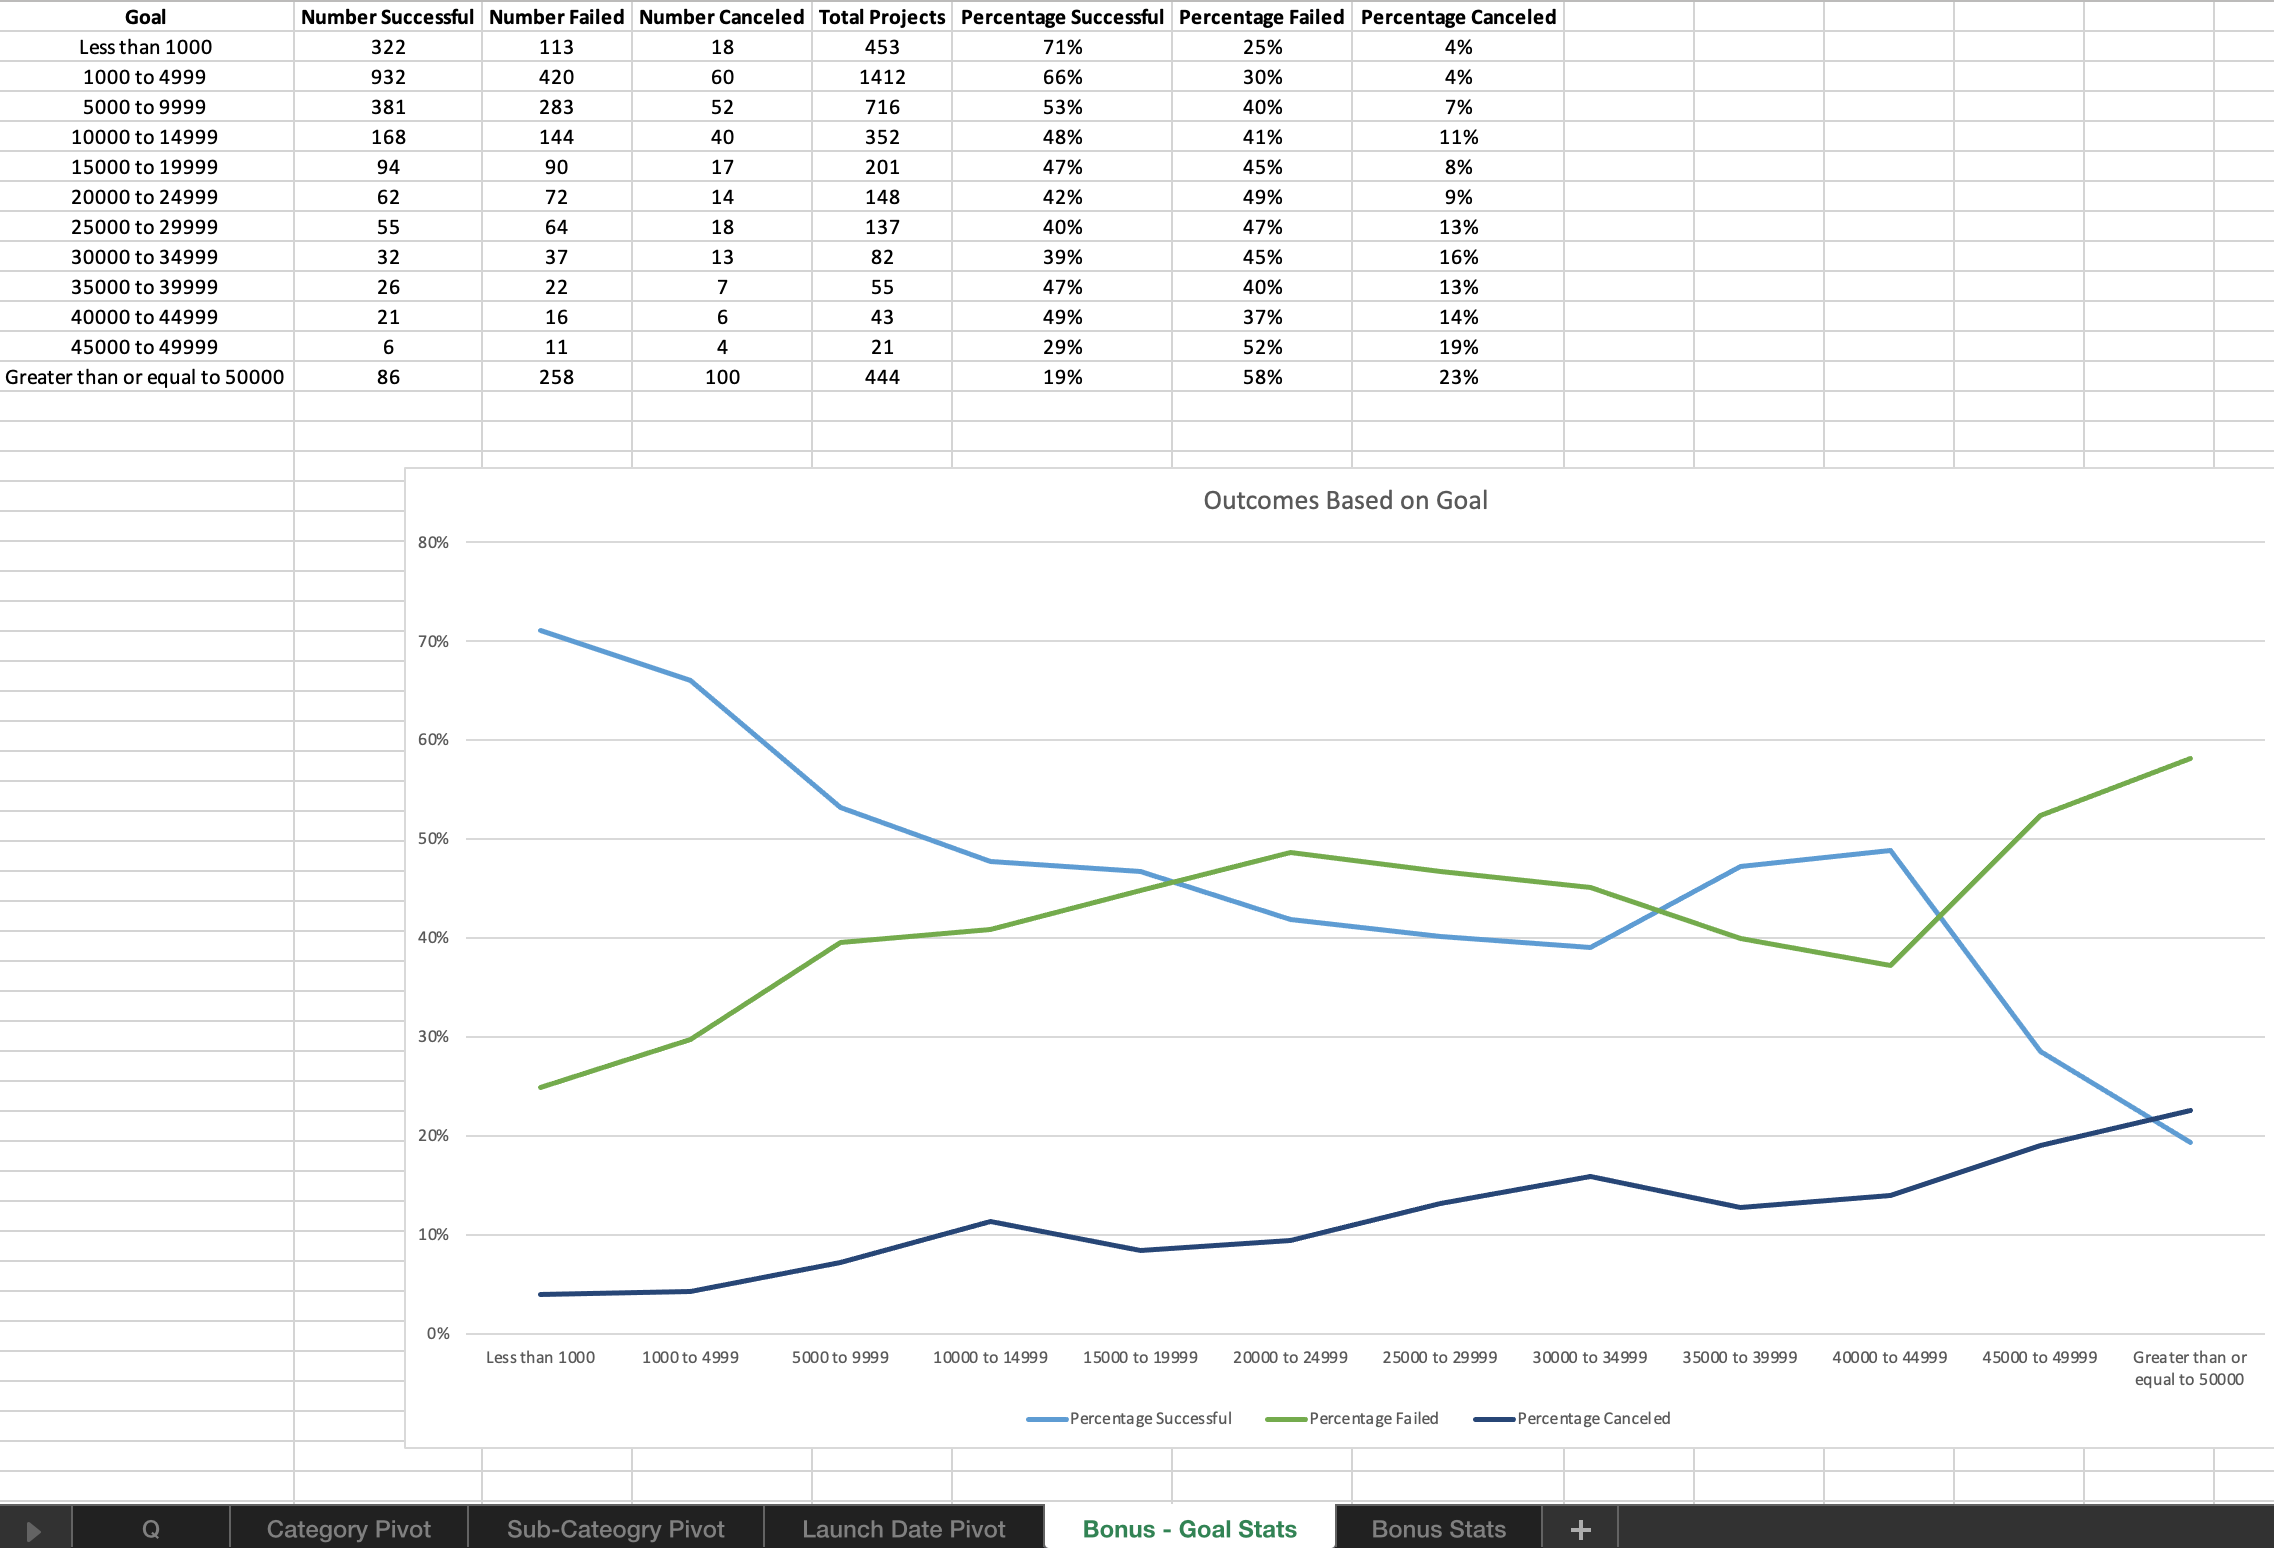 Goal Number Successful Number Failed Number Canceled Total Projects Percentage Successful Percentage Failed Percentage Canceled
Less than 1000 322 113 18 453 71% 25% 4%
1000 to 4999 932 420 60 1412 66% 30% 4%
5000 to 9999 381 283 52 716 53% 40% 7%
10000 to 14999 168 144 40 352 48% 41% 11%
15000 to 19999 94 90 17 201 47% 45% 8%
20000 to 24999 62 72 14 148 42% 49% 9%
25000 to 29999 55 64 18 137 40% 47% 13%
30000 to 34999 32 37 13 82 39% 45% 16%
35000 to 39999 26 22 7 55 47% 40% 13%
40000 to 44999 21 16 6 43 49% 37% 14%
45000 to 49999 6 11 4 21 29% 52% 19%
Greater than or equal to 50000 86 258 100 444 19% 58% 23%
Outcomes Based on Goal
80%
70%
60%
50%
40%
30%
20%
10%
0%
Less than 1000 1000 to 4999 5000 to 9999 10000 to 14999 15000 to 19999 20000 to 24999 25000 to 29999 30000 to 34999 35000 to 39999 40000 to 44999 45000 to 49999 Greater than or
equal to 50000
Percentage Successful Percentage Failed Percentage Canceled
Q Category Pivot Sub-Cateogry Pivot Launch Date Pivot Bonus - Goal Stats Bonus Stats +